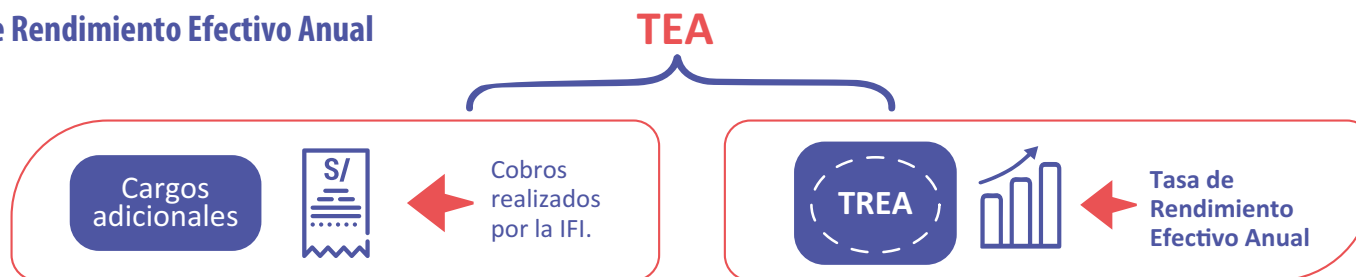 e Rendimiento Efectivo Anual
TEA
Cargos
adicionales
S/
Cobros
realizados
por la IFI.
TREA
Tasa de
Rendimiento
Efectivo Anual